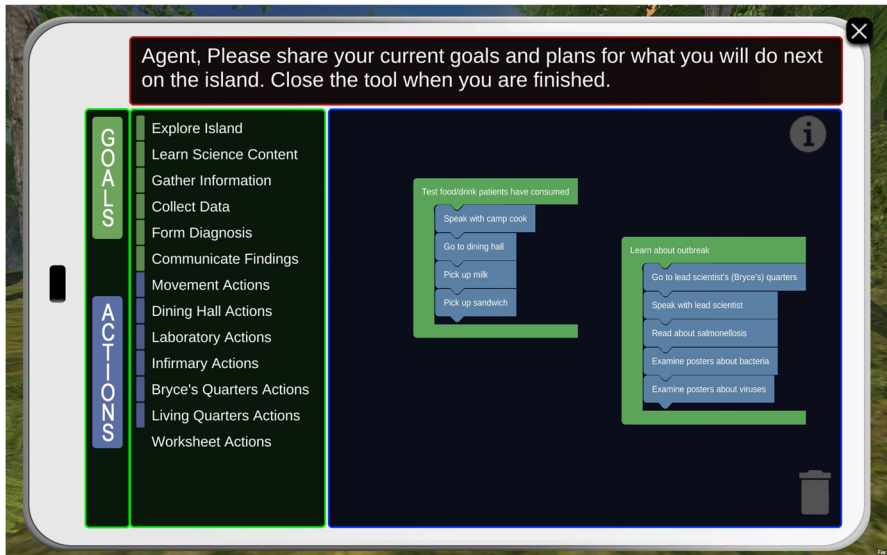 Agent, Please share your current goals and plans for what you will do next
on the island. Close the tool when you are finished.
GOALS
Explore Island
Learn Science Content
Gather Information
Collect Data
Form Diagnosis
Communicate Findings
ACTIONS
Movement Actions
Dining Hall Actions
Laboratory Actions
Infirmary Actions
Bryce's Quarters Actions
Living Quarters Actions
Worksheet Actions
Test food/drink patients have consumed
Speak with camp cook
Go to dining hall
Pick up milk
Pick up sandwich
Learn about outbreak
Go to lead scientist's (Bryce's) quarters
Speak with lead scientist
Read about salmonellosis
Examine posters about bacteria
Examine posters about viruses
For